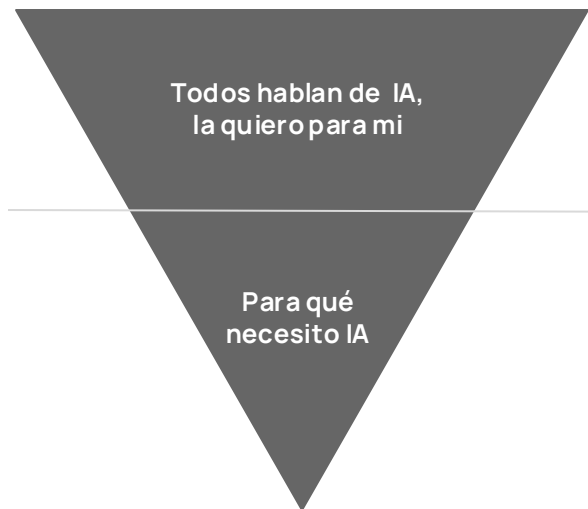 Todos hablan de IA,
la quiero para mi
Para qué
necesito IA